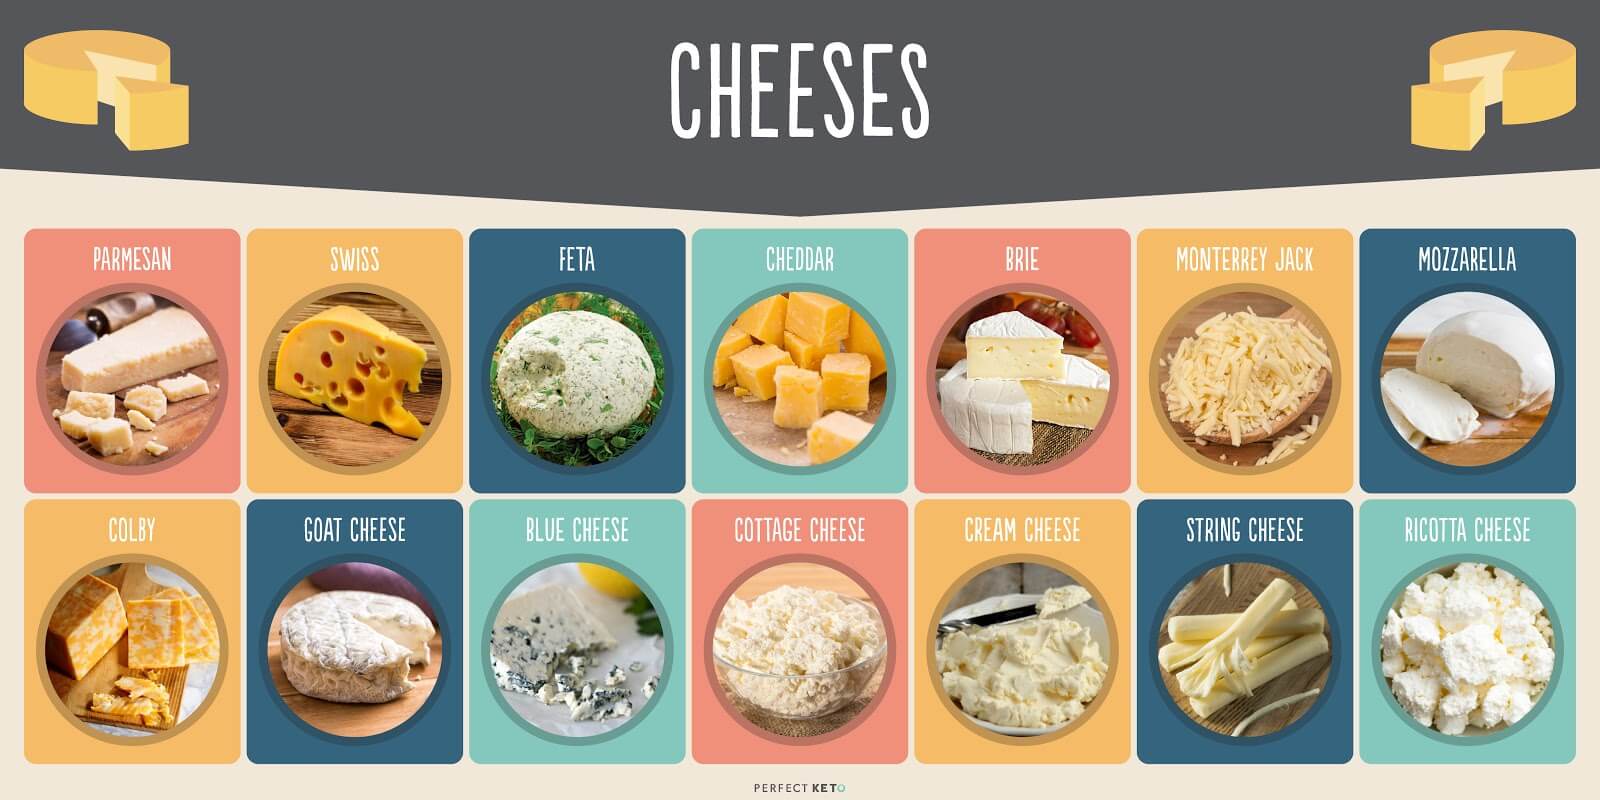 CHEESES
PARMESAN
SWISS
FETA
CHEDDAR
BRIE
MONTERREY JACK
MOZZARELLA
COLBY
GOAT CHEESE
BLUE CHEESE
COTTAGE CHEESE
CREAM CHEESE
STRING CHEESE
RICOTTA CHEESE
PERFECT KETO